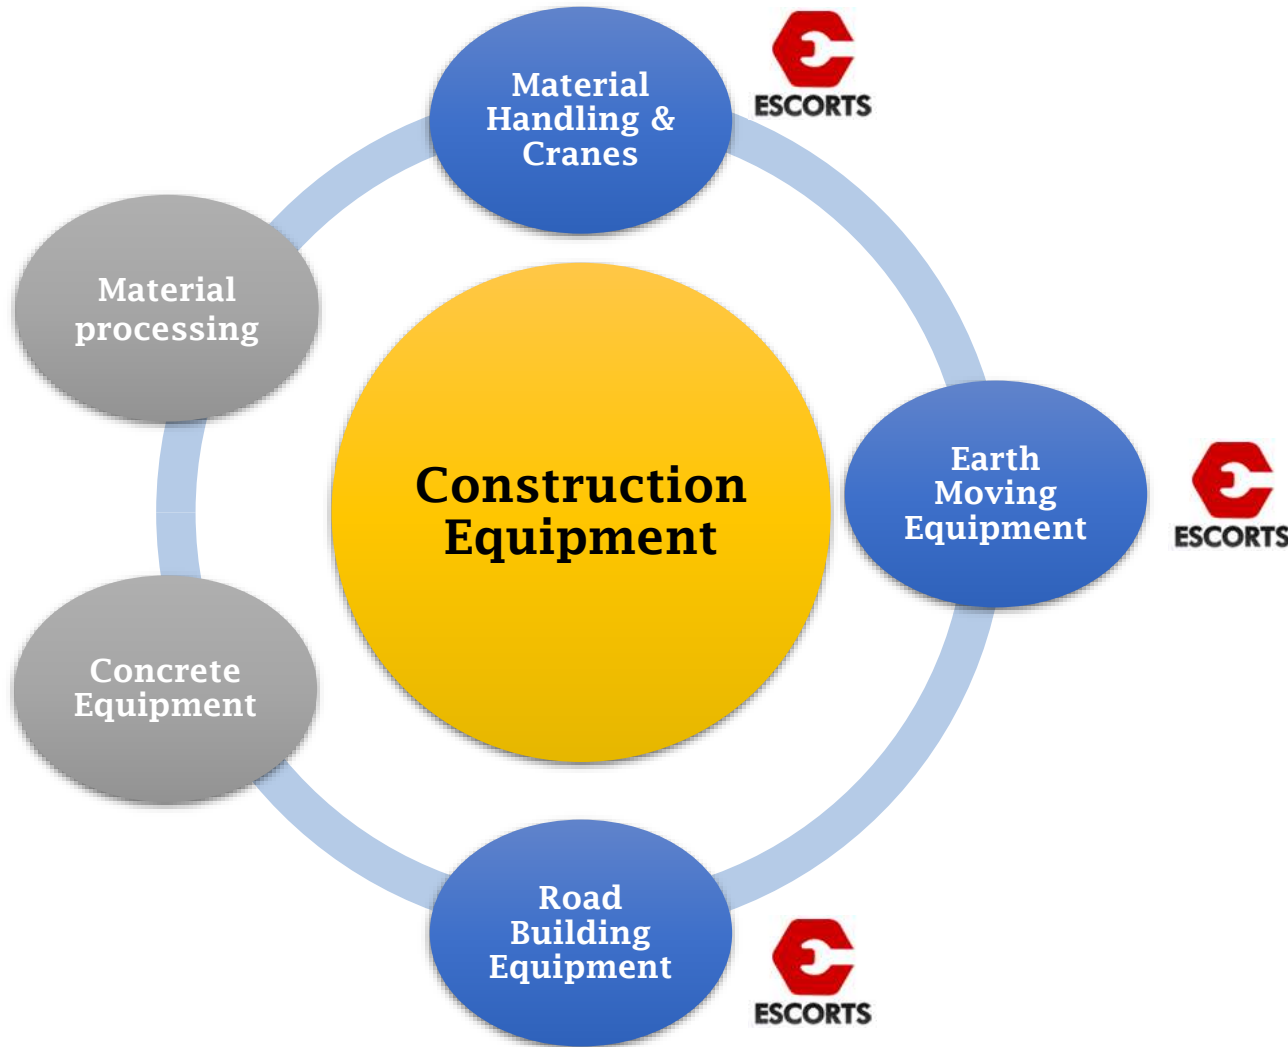 Material
Handling &
Cranes
ESCORTS
Material
processing
Construction
Equipment
Earth
Moving
Equipment
ESCORTS
Concrete
Equipment
Road
Building
Equipment
ESCORTS